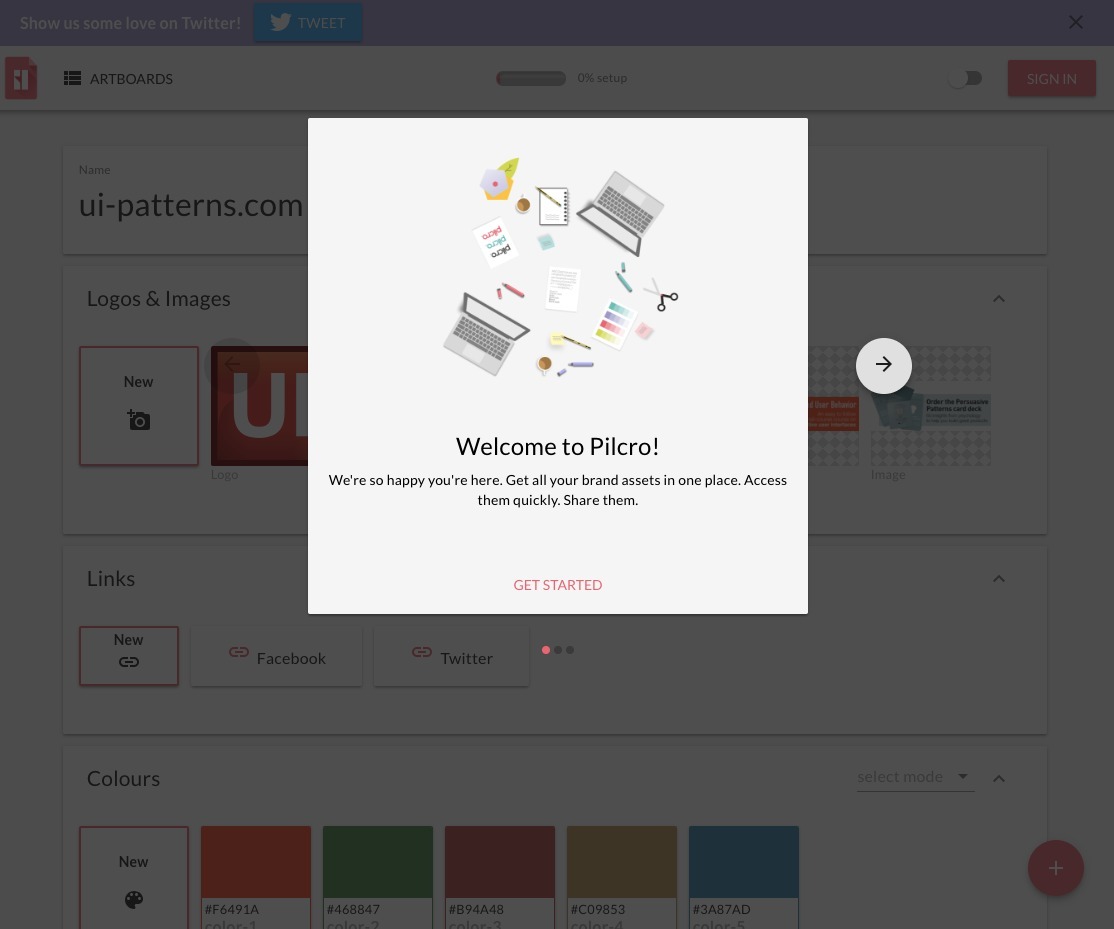 Show us some love on Twitter!
TWEET
ARTBOARDS
0% setup
SIGN IN
Name
ui-patterns.com
Logos & Images
New
Logo
Order the Persuasive
Patterns card deck
Image
pilcro
pilcro
pilcro
Welcome to Pilcro!
We're so happy you're here. Get all your brand assets in one place. Access
them quickly. Share them.
GET STARTED
Links
New
Facebook
Twitter
Colours
select mode
New
#F6491A
#468847
#B94A48
#C09853
#3A87AD
color-1
color-2
color-3
color-4
color-5